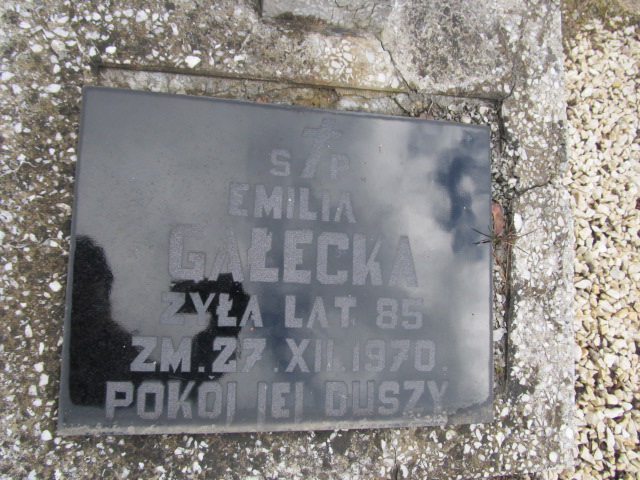 S P
EMILIA
GAŁECKA
ŻYŁA LAT 85
ZM. 27. XII. 1970.
POKÓJ JEJ DUSZY